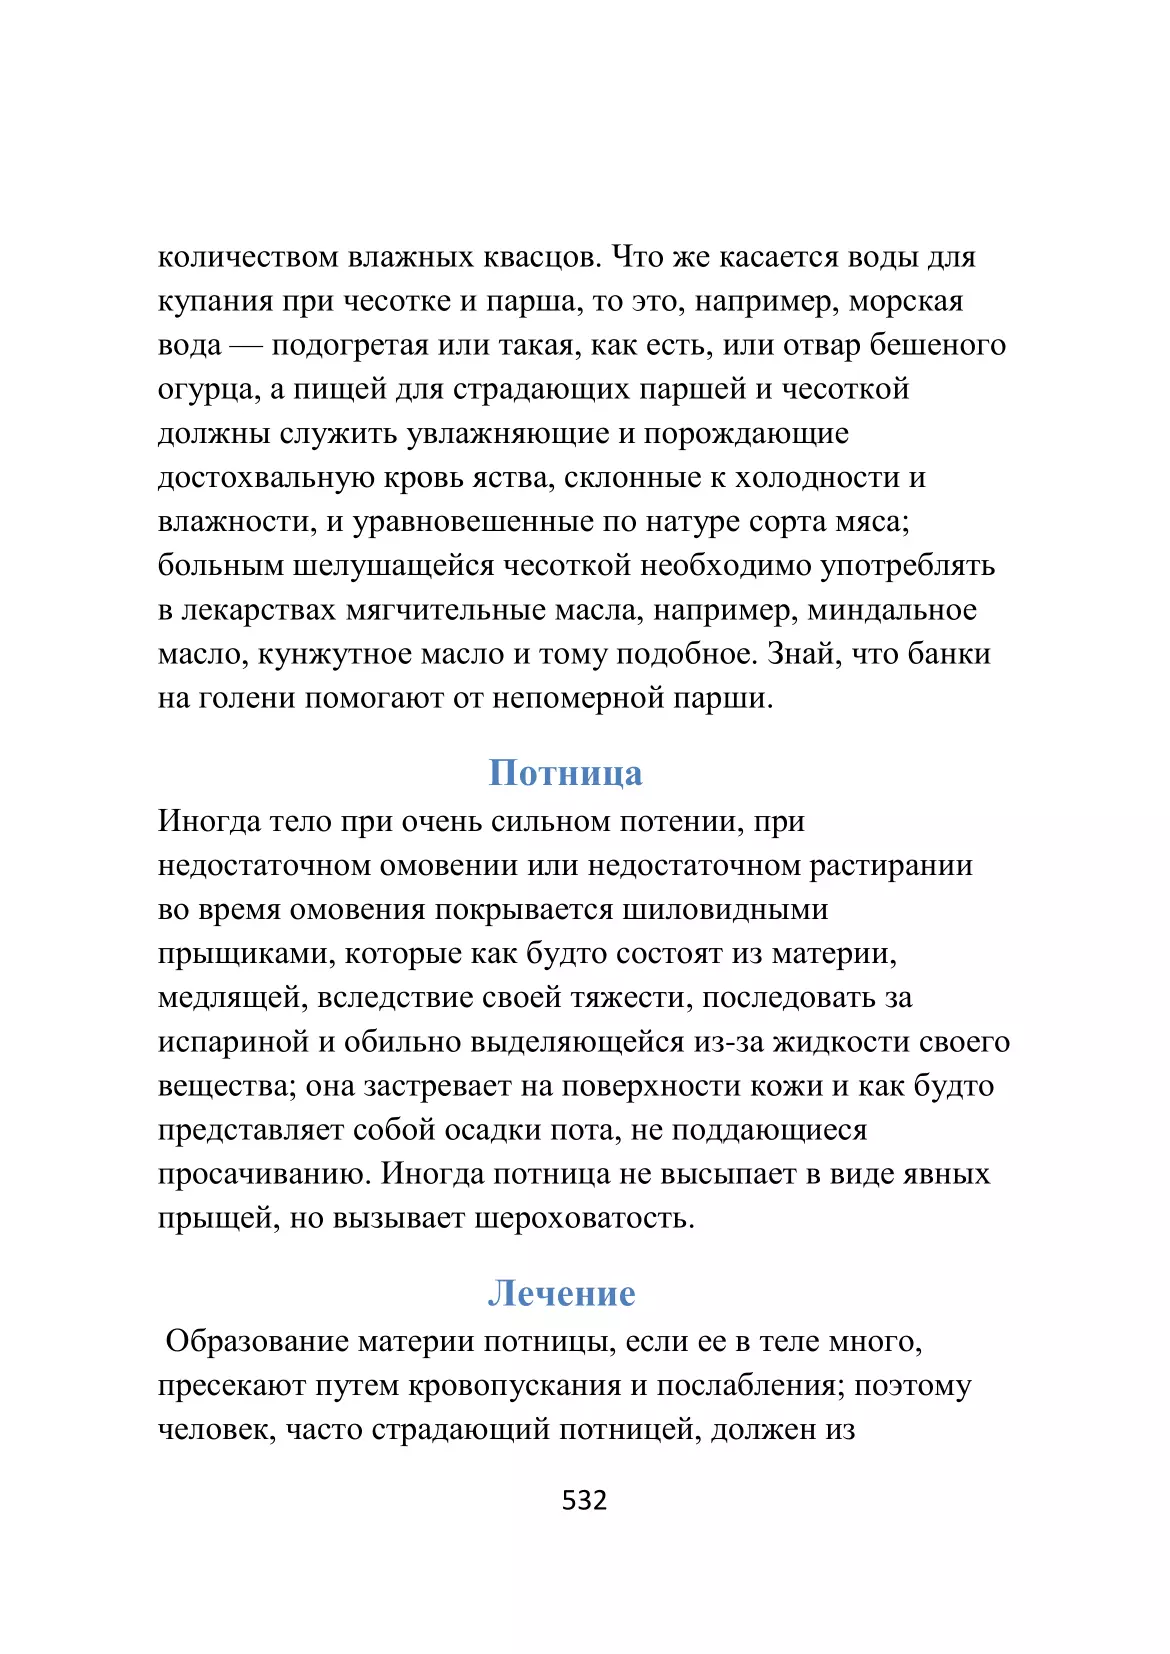 количеством влажных квасцов. Что же касается воды для
купания при чесотке и парша, то это, например, морская
вода — подогретая или такая, как есть, или отвар бешеного
огурца, а пищей для страдающих паршей и чесоткой
должны служить увлажняющие и порождающие
достохвальную кровь яства, склонные к холодности и
влажности, и уравновешенные по натуре сорта мяса;
больным шелушащейся чесоткой необходимо употреблять
в лекарствах мягчительные масла, например, миндальное
масло, кунжутное масло и тому подобное. Знай, что банки
на голени помогают от непомерной парши.
Потница
Иногда тело при очень сильном потении, при
недостаточном омовении или недостаточном растирании
во время омовения покрывается шиловидными
прыщиками, которые как будто состоят из материи,
медлящей, вследствие своей тяжести, последовать за
испариной и обильно выделяющейся из-за жидкости своего
вещества; она застревает на поверхности кожи и как будто
представляет собой осадки пота, не поддающиеся
просачиванию. Иногда потница не высыпает в виде явных
прыщей, но вызывает шероховатость.
Лечение
Образование материи потницы, если ее в теле много,
пресекают путем кровопускания и послабления; поэтому
человек, часто страдающий потницей, должен из
532